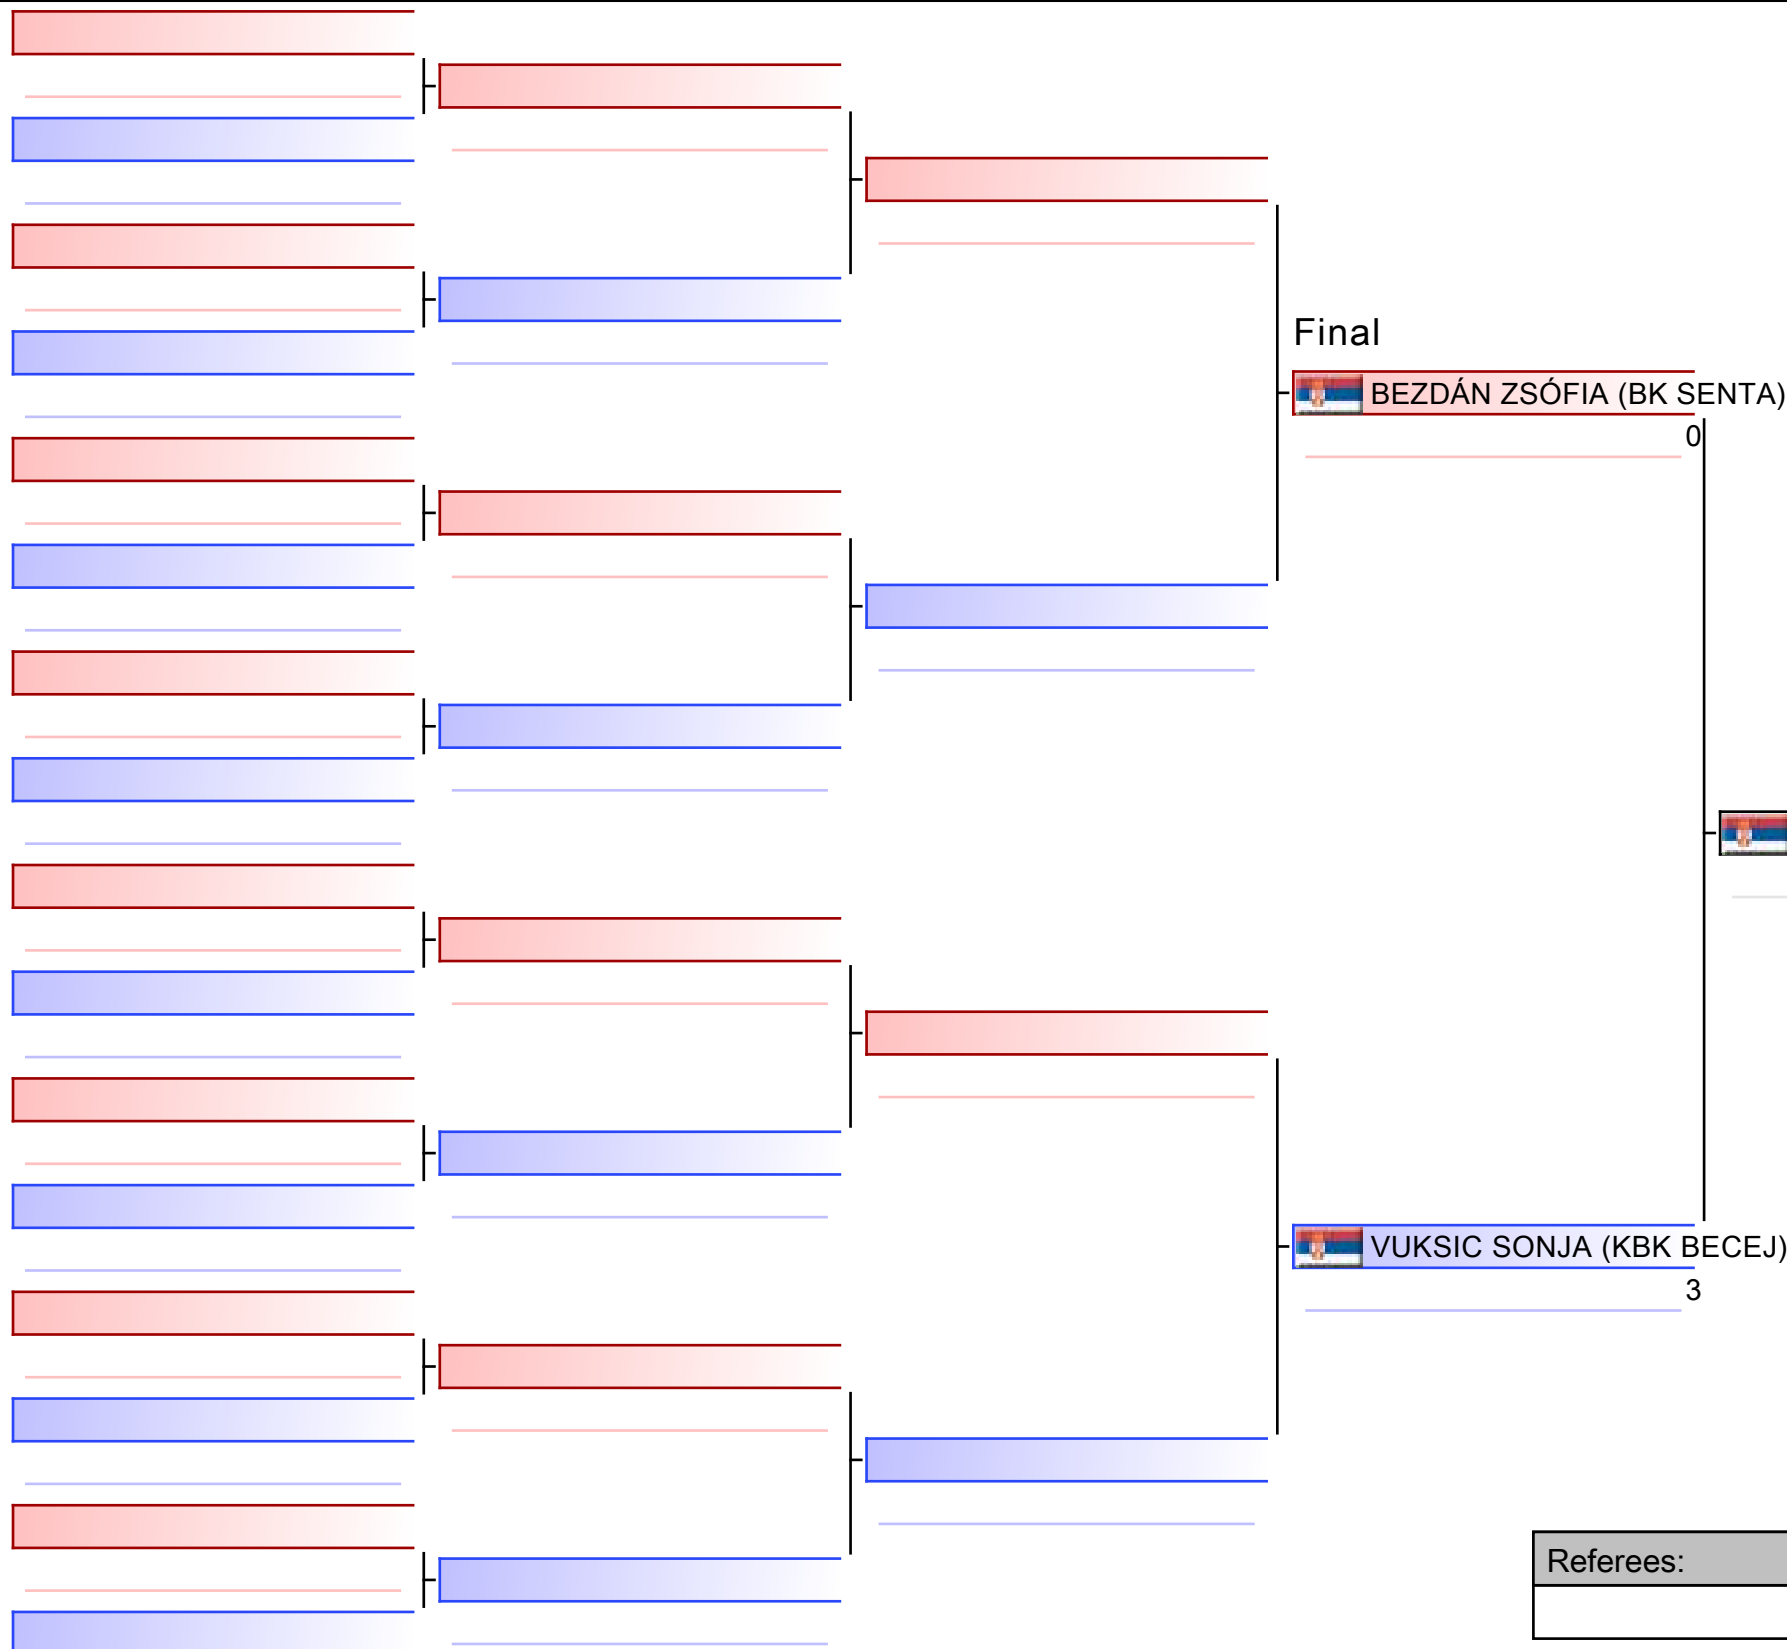 Final
BEZDÁN ZSÓFIA (BK SENTA)
0
VUKSIC SONJA (KBK BECEJ)
3
Referees: